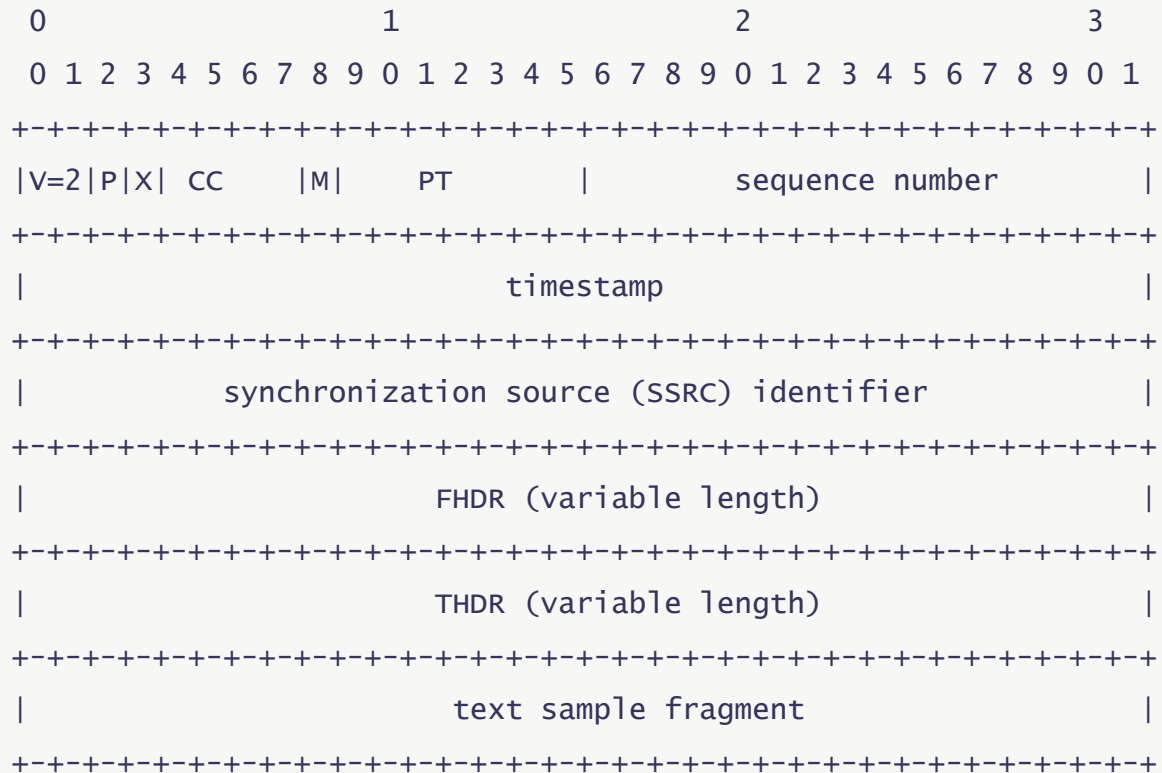 0                   1                   2                   3
 0 1 2 3 4 5 6 7 8 9 0 1 2 3 4 5 6 7 8 9 0 1 2 3 4 5 6 7 8 9 0 1
+-+-+-+-+-+-+-+-+-+-+-+-+-+-+-+-+-+-+-+-+-+-+-+-+-+-+-+-+-+-+-+-+
|V=2|P|X| CC    |M|    PT       |        sequence number        |
+-+-+-+-+-+-+-+-+-+-+-+-+-+-+-+-+-+-+-+-+-+-+-+-+-+-+-+-+-+-+-+-+
|                           timestamp                           |
+-+-+-+-+-+-+-+-+-+-+-+-+-+-+-+-+-+-+-+-+-+-+-+-+-+-+-+-+-+-+-+-+
|           synchronization source (SSRC) identifier            |
+-+-+-+-+-+-+-+-+-+-+-+-+-+-+-+-+-+-+-+-+-+-+-+-+-+-+-+-+-+-+-+-+
|                       FHDR (variable length)                  |
+-+-+-+-+-+-+-+-+-+-+-+-+-+-+-+-+-+-+-+-+-+-+-+-+-+-+-+-+-+-+-+-+
|                       THDR (variable length)                  |
+-+-+-+-+-+-+-+-+-+-+-+-+-+-+-+-+-+-+-+-+-+-+-+-+-+-+-+-+-+-+-+-+
|                        text sample fragment                   |
+-+-+-+-+-+-+-+-+-+-+-+-+-+-+-+-+-+-+-+-+-+-+-+-+-+-+-+-+-+-+-+-+